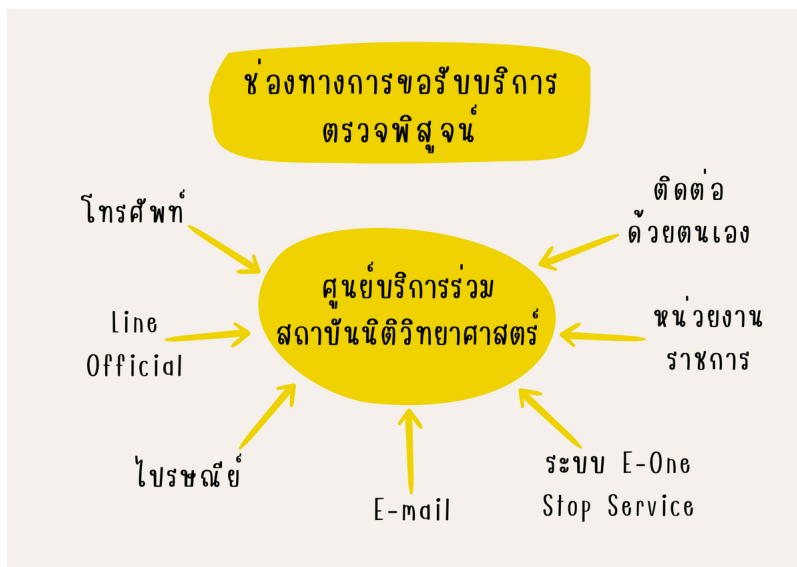 ช่องทางการขอรับบริการ
ตรวจพิสูจน์
โทรศัพท์
ติดต่อ
ด้วยตนเอง
ศูนย์บริการร่วม
สถาบันนิติวิทยาศาสตร์
Line
Official
หน่วยงาน
ราชการ
ไปรษณีย์
E-mail
ระบบ E-One
Stop Service